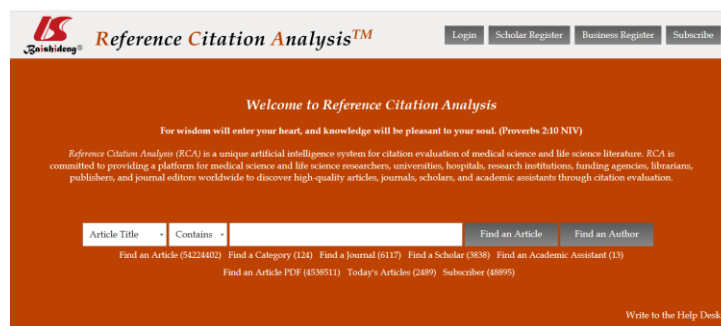 Baishideng®
Reference Citation Analysis™
Login Scholar Register Business Register Subscribe
Welcome to Reference Citation Analysis
For wisdom will enter your heart, and knowledge will be pleasant to your soul. (Proverbs 2:10 NIV)
Reference Citation Analysis (RCA) is a unique artificial intelligence system for citation evaluation of medical science and life science literature. RCA is
committed to providing a platform for medical science and life science researchers, universities, hospitals, research institutions, funding agencies, librarians,
publishers, and journal editors worldwide to discover high-quality articles, journals, scholars, and academic assistants through citation evaluation.
Article Title Contains Find an Article Find an Author
Find an Article (54224402) Find a Category (124) Find a Journal (6117) Find a Scholar (3838) Find an Academic Assistant (13)
Find an Article PDF (4538511) Today's Articles (2489) Subscriber (48895)
Write to the Help Desk